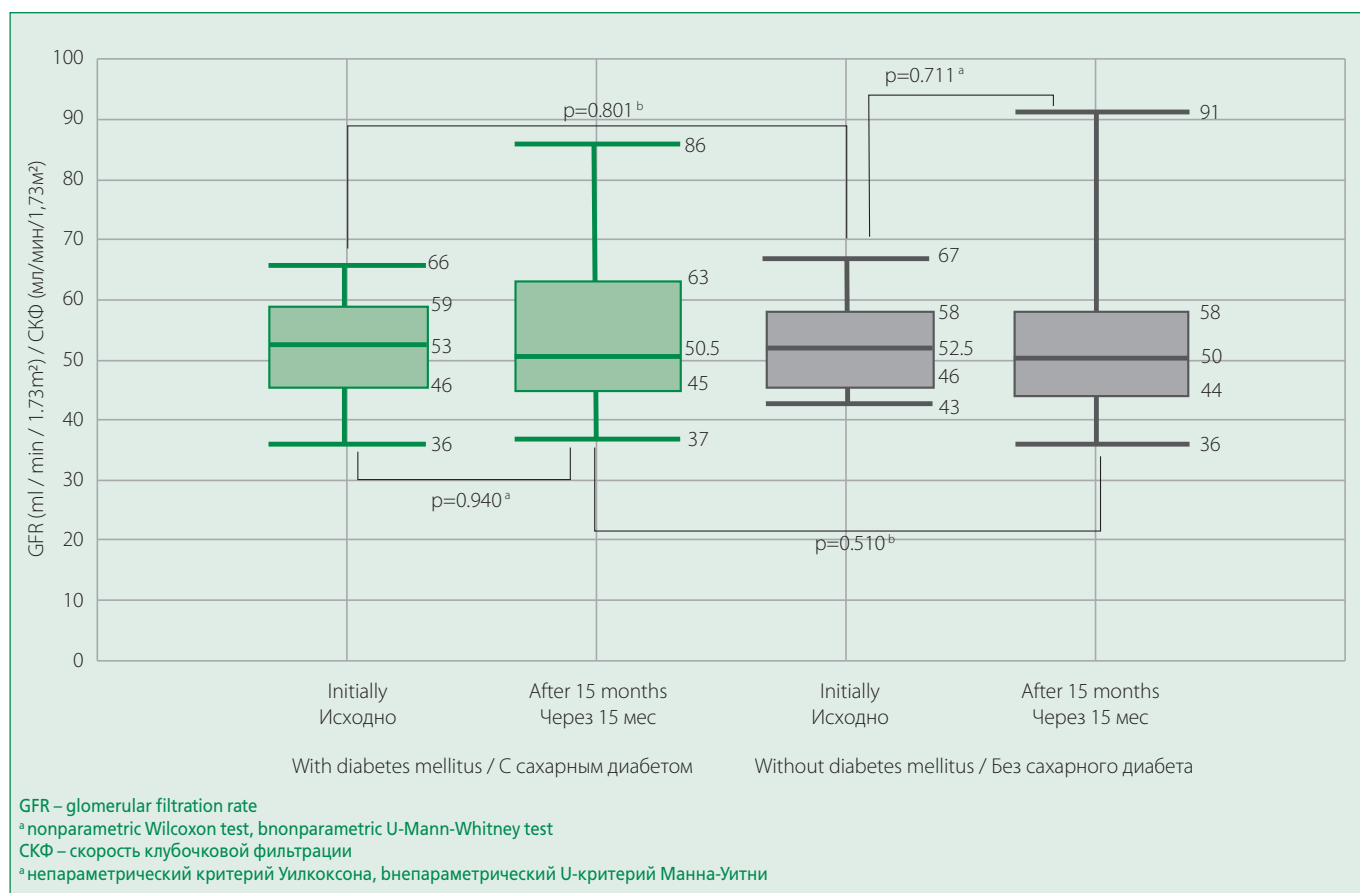 GFR (ml / min / 1.73m²) / СКФ (мл/мин/1,73м²)
100
90
80
70
60
50
40
30
20
10
0
p=0.711 ᵃ
p=0.801 ᵇ
p=0.940 ᵃ
p=0.510 ᵇ
66
59
53
46
36
86
63
50.5
45
37
67
58
52.5
46
43
91
58
50
44
36
Initially
Исходно
After 15 months
Через 15 мес
Initially
Исходно
After 15 months
Через 15 мес
With diabetes mellitus / С сахарным диабетом
Without diabetes mellitus / Без сахарного диабета
GFR – glomerular filtration rate
ᵃ nonparametric Wilcoxon test, bnonparametric U-Mann-Whitney test
СКФ – скорость клубочковой фильтрации
ᵃ непараметрический критерий Уилкоксона, bнепараметрический U-критерий Манна-Уитни